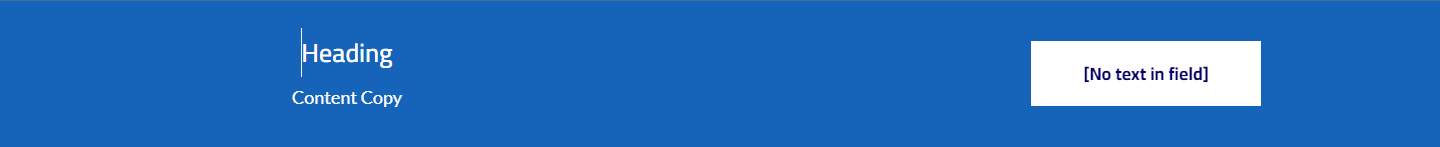 Heading
Content Copy
[No text in field]